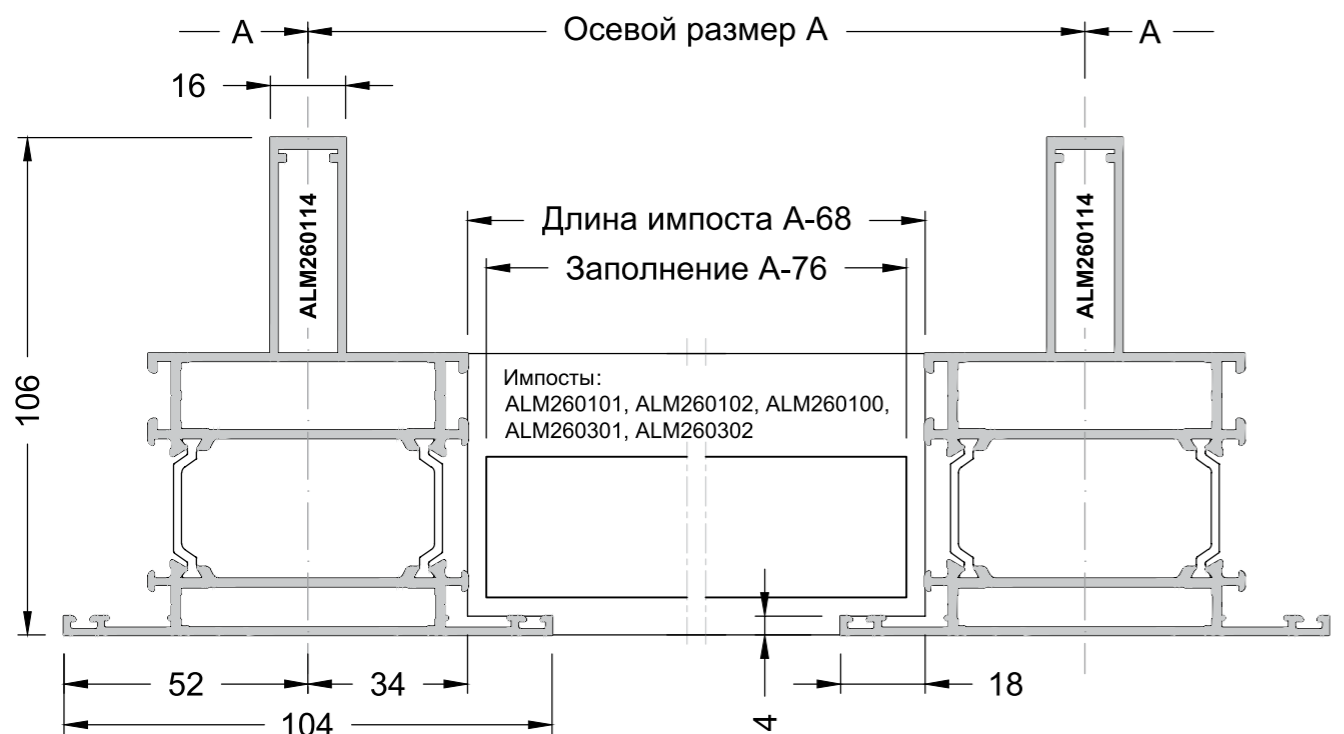 А Осевой размер А А
16
ALM260114 ALM260114
Длина импоста А-68
Заполнение А-76
106
Импосты:
ALM260101, ALM260102, ALM260100,
ALM260301, ALM260302
52 34 18
104 4